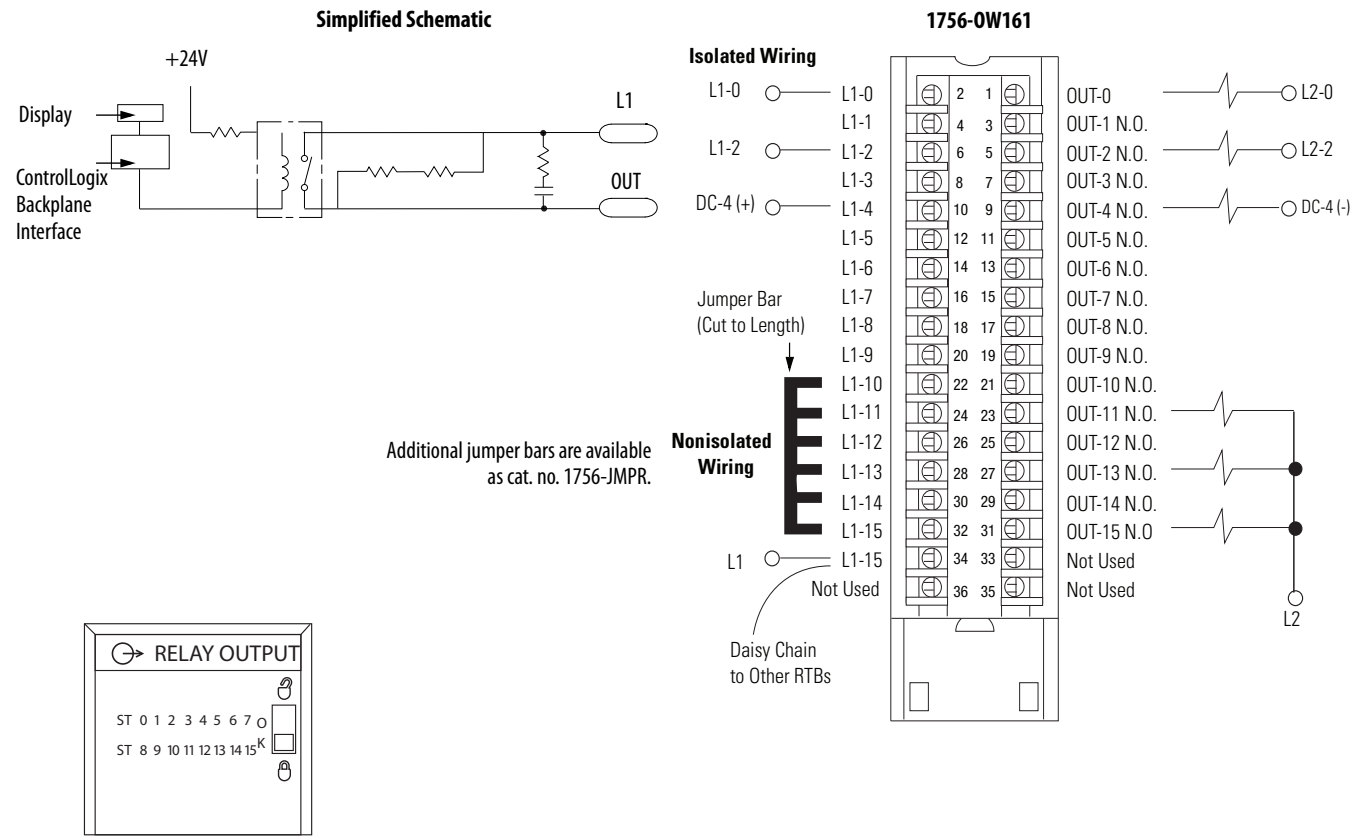 Simplified Schematic
1756-OW161
+24V
Display
ControlLogix
Backplane
Interface
L1
OUT
Isolated Wiring
L1-0 L1-0 2 1 OUT-0 L2-0
L1-1 4 3 OUT-1 N.O.
L1-2 L1-2 6 5 OUT-2 N.O. L2-2
L1-3 8 7 OUT-3 N.O.
DC-4 (+) L1-4 10 9 OUT-4 N.O. DC-4 (-)
L1-5 12 11 OUT-5 N.O.
L1-6 14 13 OUT-6 N.O.
L1-7 16 15 OUT-7 N.O.
L1-8 18 17 OUT-8 N.O.
L1-9 20 19 OUT-9 N.O.
L1-10 22 21 OUT-10 N.O.
L1-11 24 23 OUT-11 N.O.
L1-12 26 25 OUT-12 N.O.
L1-13 28 27 OUT-13 N.O.
L1-14 30 29 OUT-14 N.O.
L1-15 32 31 OUT-15 N.O
L1 L1-15 34 33 Not Used
Not Used 36 35 Not Used
L2
Jumper Bar
(Cut to Length)
Nonisolated
Wiring
Additional jumper bars are available
as cat. no. 1756-JMPR.
Daisy Chain
to Other RTBs
RELAY OUTPUT
ST 0 1 2 3 4 5 6 7 O
ST 8 9 10 11 12 13 14 15 K